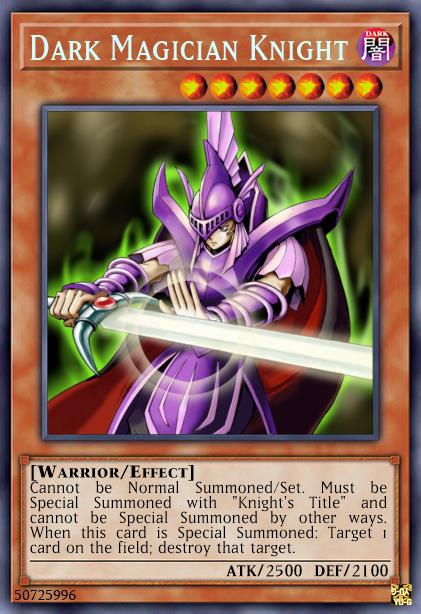 DARK MAGICIAN KNIGHT
DARK
闇
[WARRIOR/EFFECT]
Cannot be Normal Summoned/Set. Must be
Special Summoned with "Knight's Title" and
cannot be Special Summoned by other ways.
When this card is Special Summoned: Target 1
card on the field; destroy that target.
ATK/2500 DEF/2100
50725996